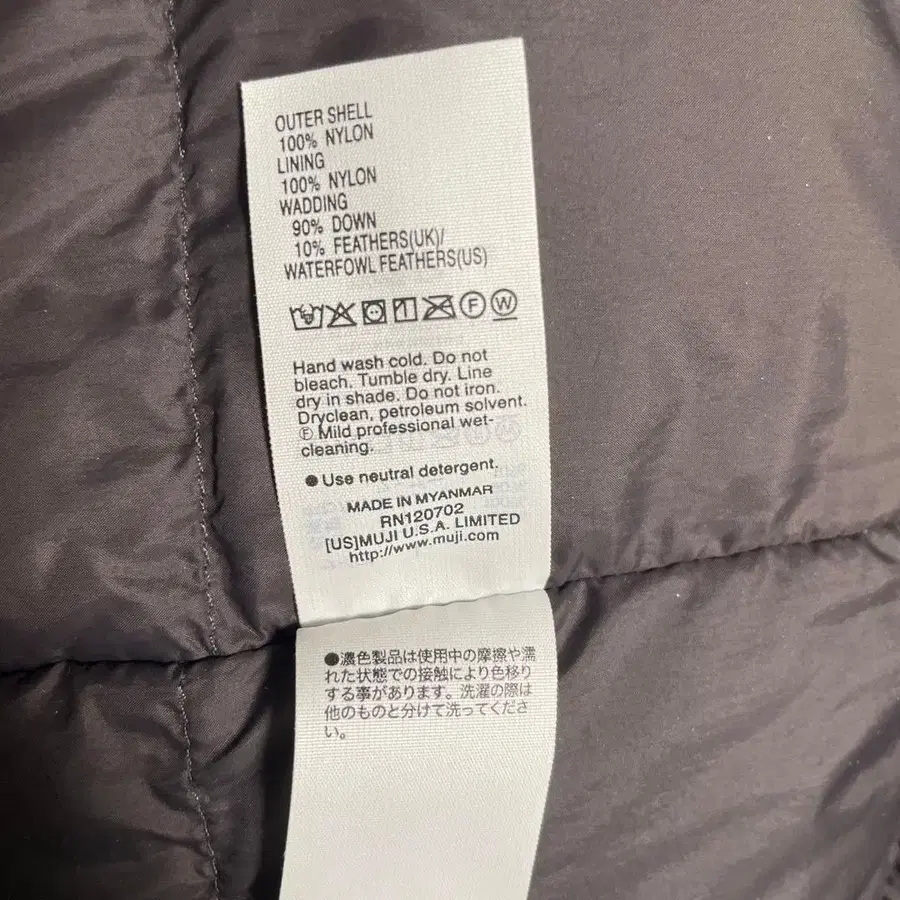 OUTER SHELL
100% NYLON
LINING
100% NYLON
WADDING
90% DOWN
10% FEATHERS(UK)/
WATERFOWL FEATHERS(US)
F W
Hand wash cold. Do not
bleach. Tumble dry. Line
dry in shade. Do not iron.
Dryclean, petroleum solvent.
Ⓕ Mild professional wet-
cleaning.
●Use neutral detergent.
MADE IN MYANMAR
RN120702
[US]MUJI U.S.A. LIMITED
http://www.muji.com
●濃色製品は使用中の摩擦や濡
れた状態での接触により色移り
する事があります。洗濯の際は
他のものと分けて洗ってくださ
い。